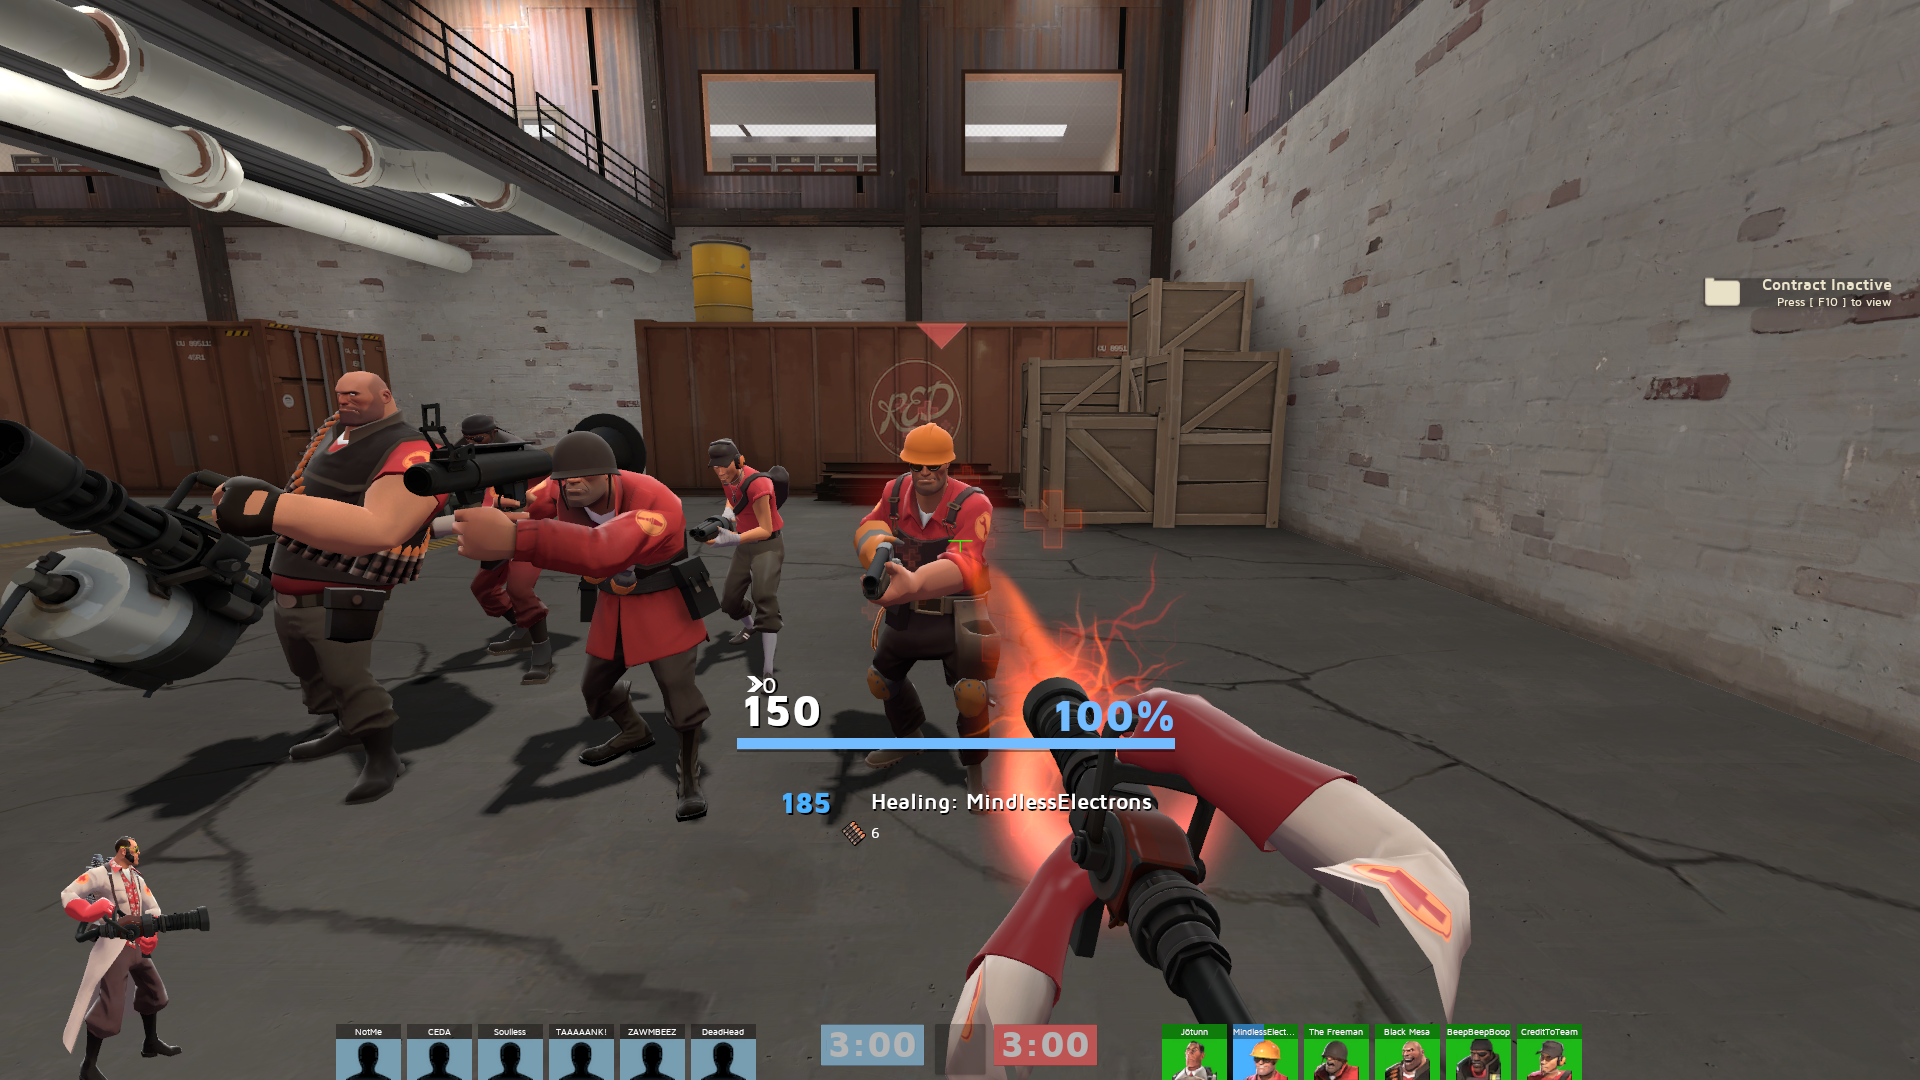 RED
Contract Inactive
Press [ F10 ] to view
0
150
100%
185
Healing: MindlessElectrons
6
NotMe
CEDA
Soulless
TAAAAANK!
ZAWMBEEZ
DeadHead
3:00
3:00
Jötunn
MindlessElect...
The Freeman
Black Mesa
BeepBeepBoop
CreditToTeam